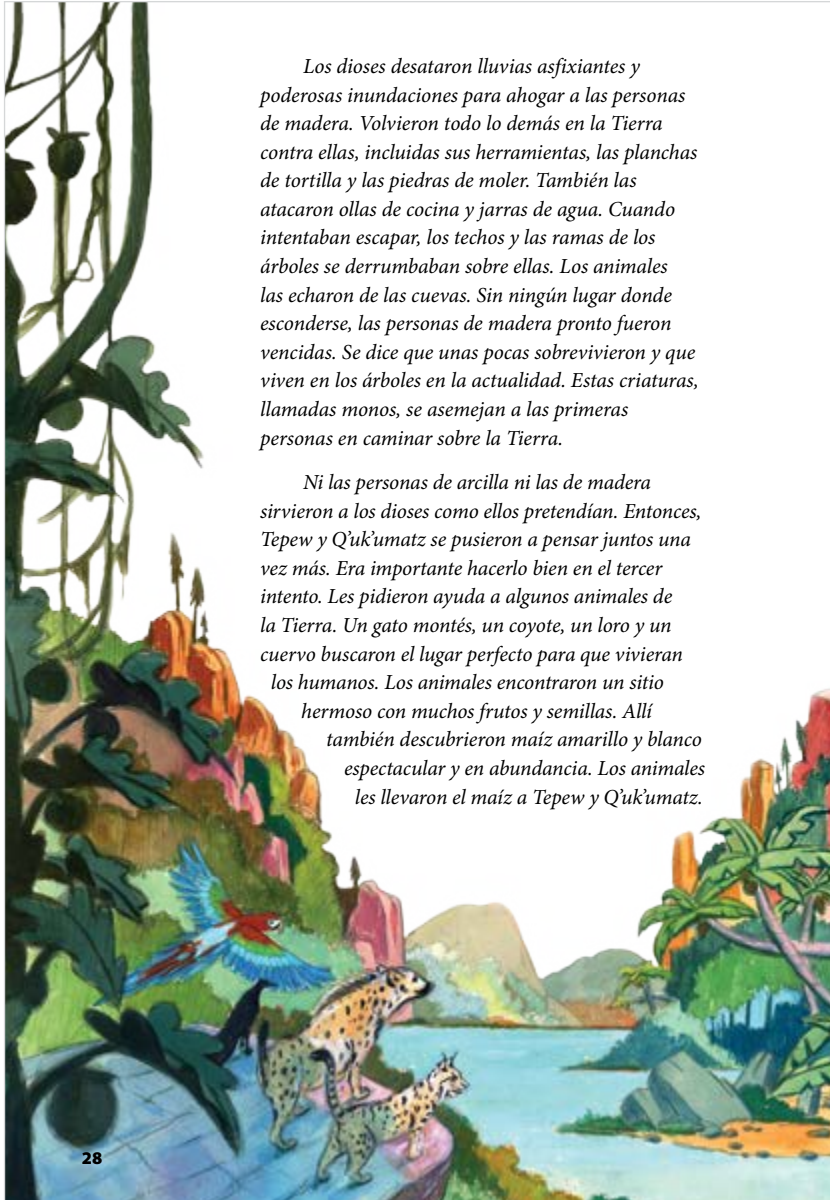 Los dioses desataron lluvias asfixiantes y
poderosas inundaciones para ahogar a las personas
de madera. Volvieron todo lo demás en la Tierra
contra ellas, incluidas sus herramientas, las planchas
de tortilla y las piedras de moler. También las
atacaron ollas de cocina y jarras de agua. Cuando
intentaban escapar, los techos y las ramas de los
árboles se derrumbaban sobre ellas. Los animales
las echaron de las cuevas. Sin ningún lugar donde
esconderse, las personas de madera pronto fueron
vencidas. Se dice que unas pocas sobrevivieron y que
viven en los árboles en la actualidad. Estas criaturas,
llamadas monos, se asemejan a las primeras
personas en caminar sobre la Tierra.
Ni las personas de arcilla ni las de madera
sirvieron a los dioses como ellos pretendían. Entonces,
Tepew y Q’uk’umatz se pusieron a pensar juntos una
vez más. Era importante hacerlo bien en el tercer
intento. Les pidieron ayuda a algunos animales de
la Tierra. Un gato montés, un coyote, un loro y un
cuervo buscaron el lugar perfecto para que vivieran
los humanos. Los animales encontraron un sitio
hermoso con muchos frutos y semillas. Allí
también descubrieron maíz amarillo y blanco
espectacular y en abundancia. Los animales
les llevaron el maíz a Tepew y Q’uk’umatz.
28